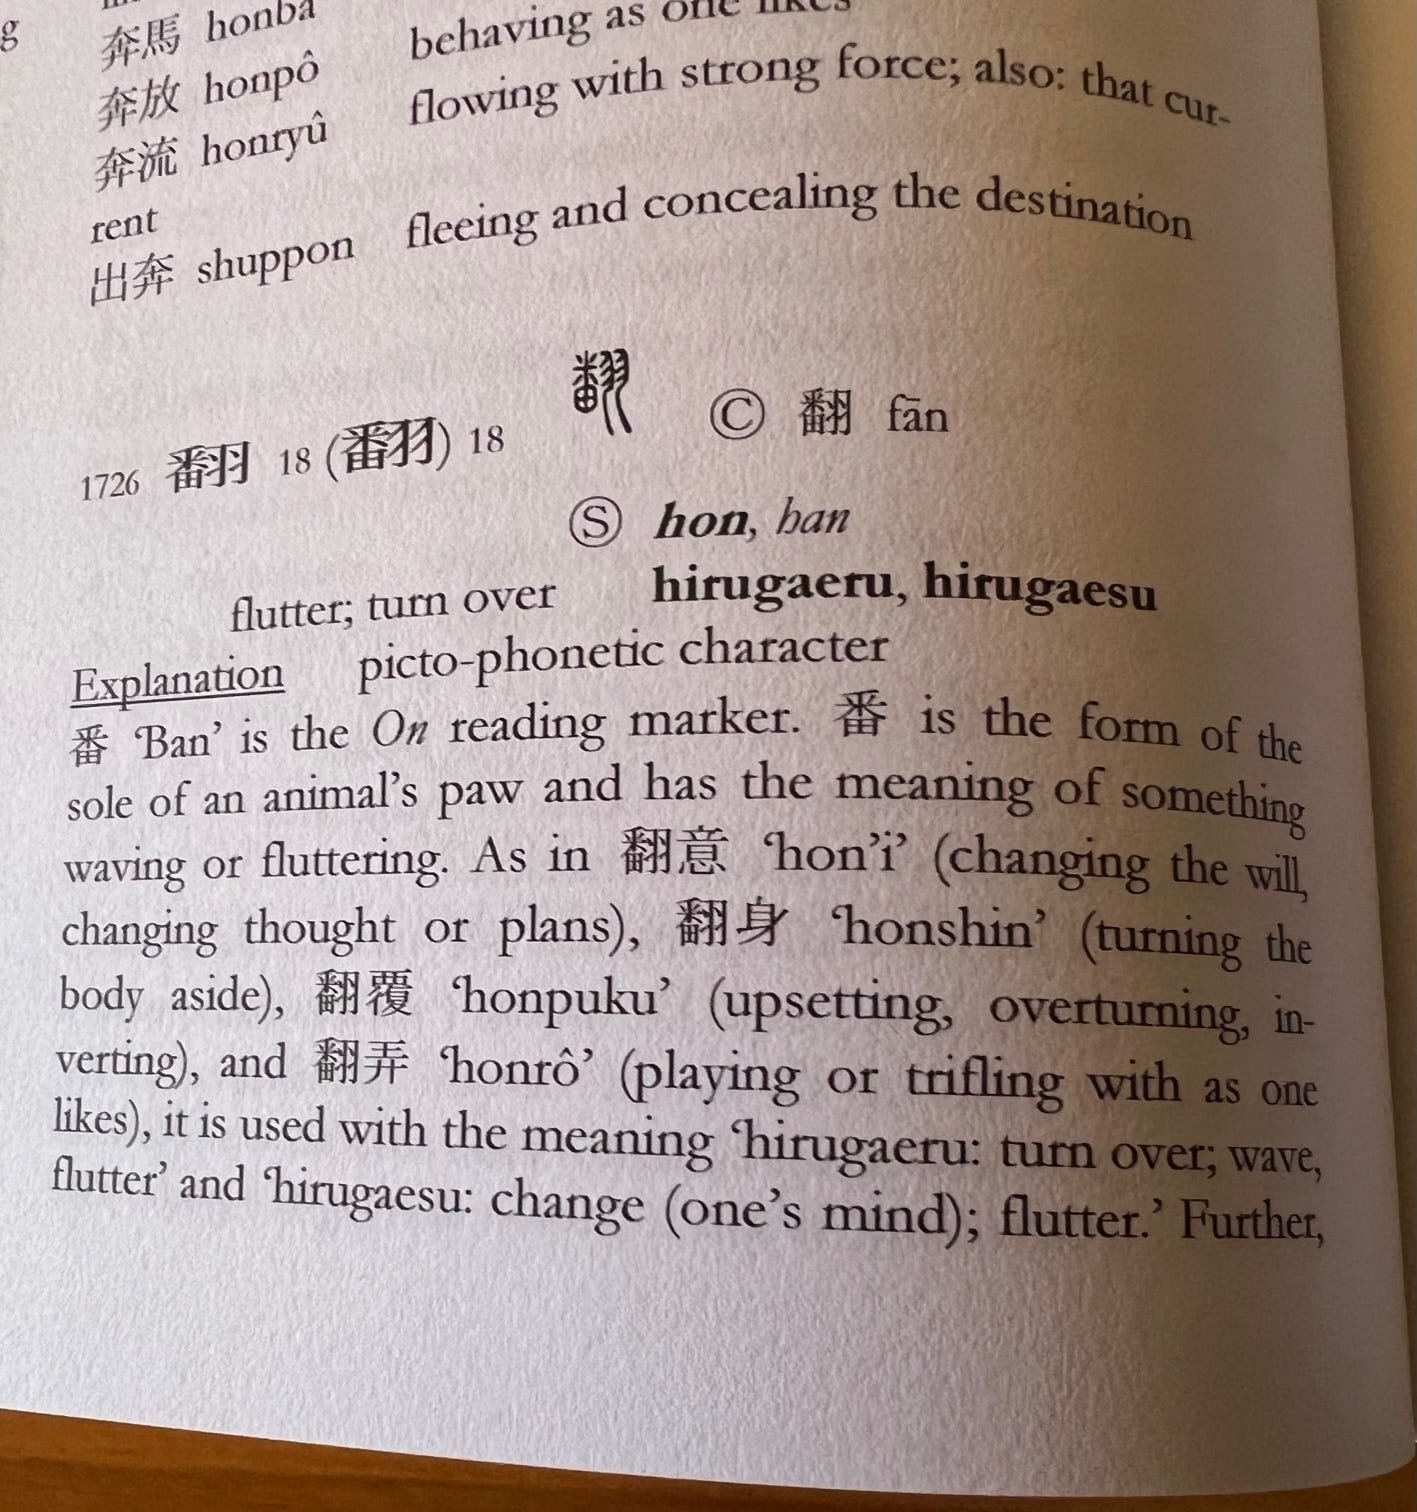 g
奔馬 honba
behaving as one likes
奔放 honpô
flowing with strong force; also: that cur-
奔流 honryû
rent
fleeing and concealing the destination
出奔 shuppon
1726 翻 18 (飜) 18 翻 Ⓒ 翻 fān
Ⓢ hon, han
flutter; turn over hirugaeru, hirugaesu
Explanation picto-phonetic character
番 ‘Ban’ is the On reading marker. 番 is the form of the
sole of an animal’s paw and has the meaning of something
waving or fluttering. As in 翻意 ‘hon’i’ (changing the will,
changing thought or plans), 翻身 ‘honshin’ (turning the
body aside), 翻覆 ‘honpuku’ (upsetting, overturning, in-
verting), and 翻弄 ‘honrô’ (playing or trifling with as one
likes), it is used with the meaning ‘hirugaeru: turn over; wave,
flutter’ and ‘hirugaesu: change (one’s mind); flutter.’ Further,